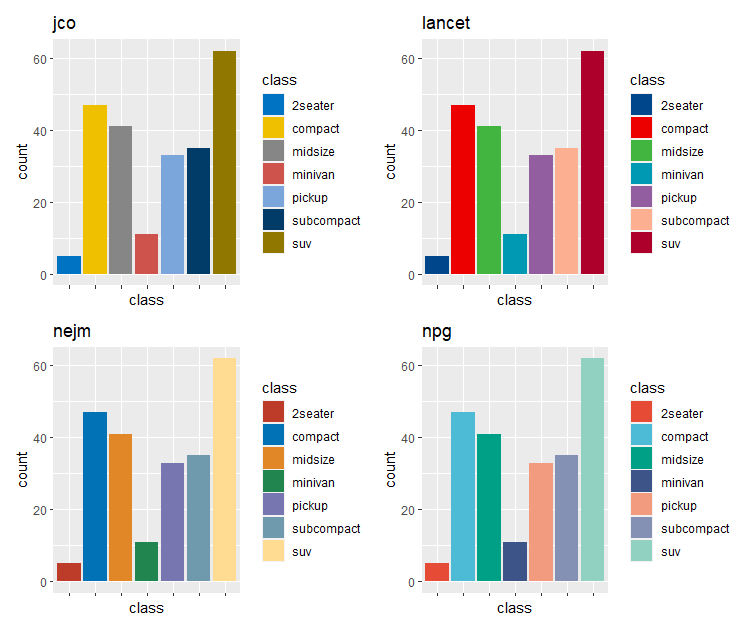 jco
60
40
20
0
count
class
class
2seater
compact
midsize
minivan
pickup
subcompact
suv
lancet
60
40
20
0
count
class
class
2seater
compact
midsize
minivan
pickup
subcompact
suv
nejm
60
40
20
0
count
class
class
2seater
compact
midsize
minivan
pickup
subcompact
suv
npg
60
40
20
0
count
class
class
2seater
compact
midsize
minivan
pickup
subcompact
suv